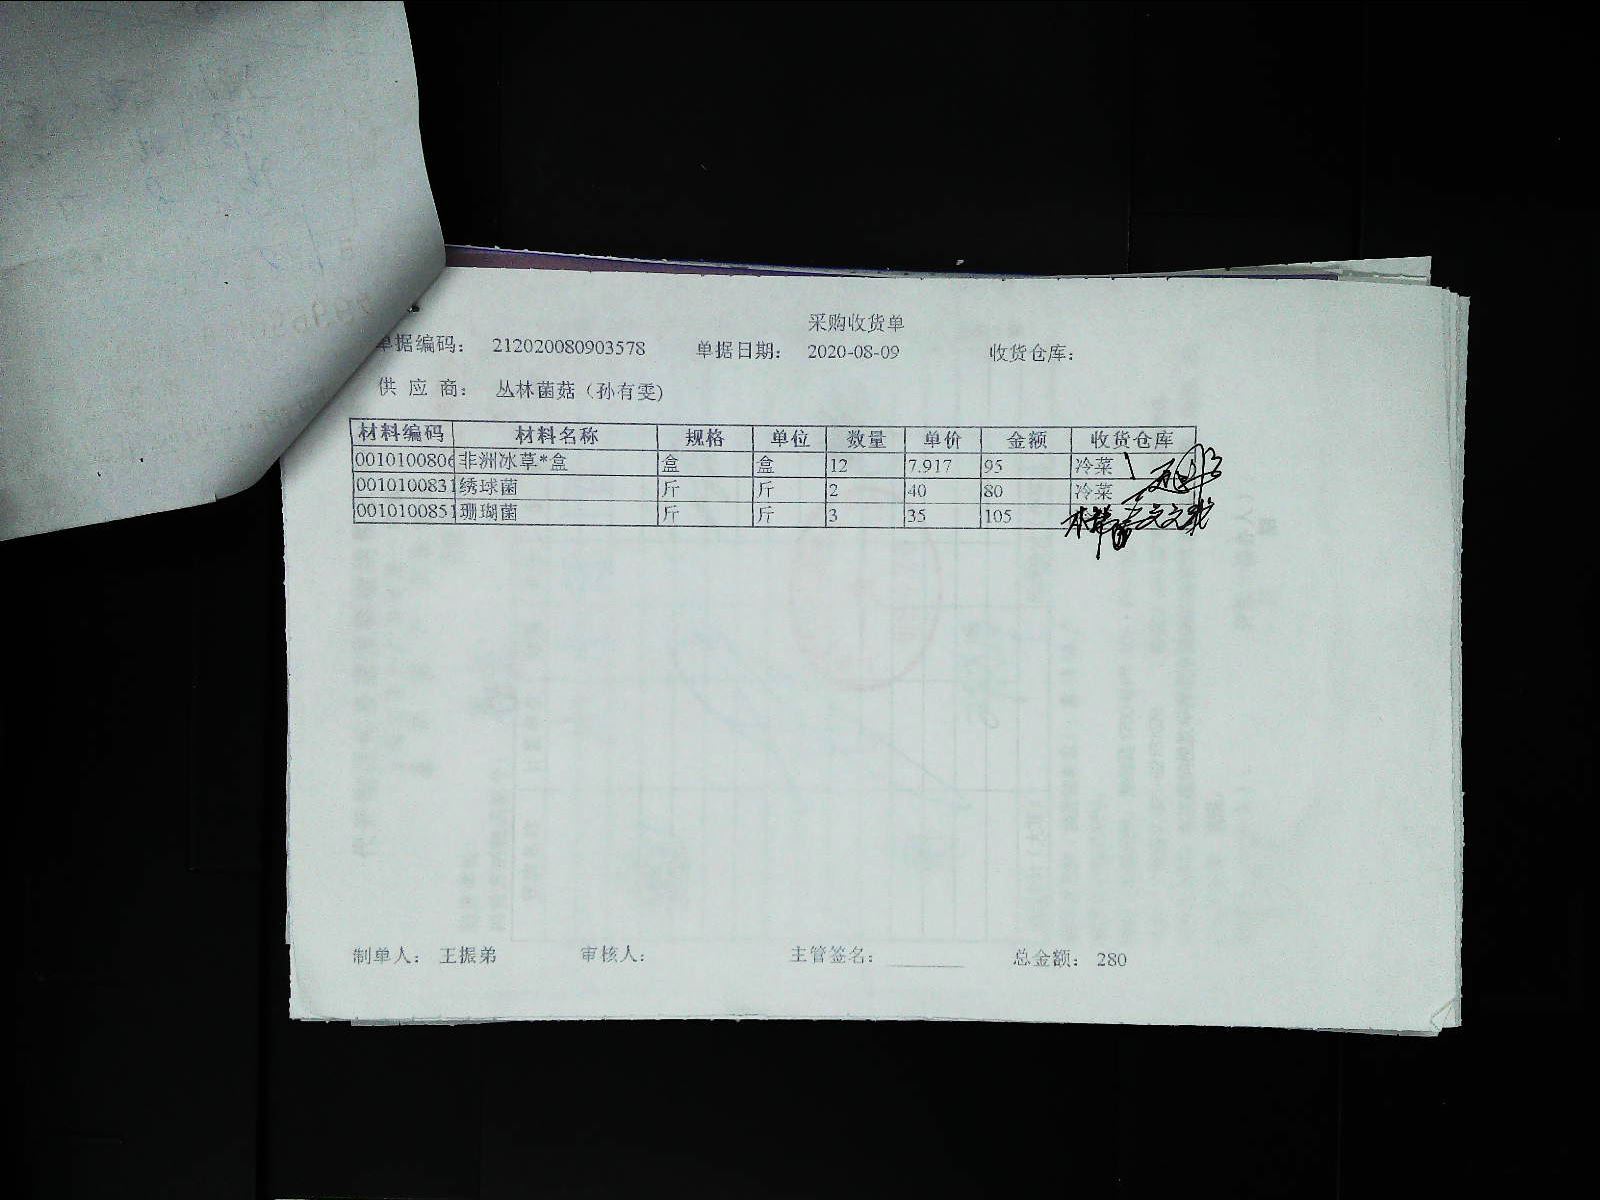 采购收货单
单据编码： 212020080903578 单据日期： 2020-08-09 收货仓库：
供 应 商： 丛林菌菇（孙有雯）
材料编码 材料名称 规格 单位 数量 单价 金额 收货仓库
0010100806 非洲冰草*盒 盒 盒 12 7.917 95 冷菜
0010100831 绣球菌 斤 斤 2 40 80 冷菜
0010100851 珊瑚菌 斤 斤 3 35 105
制单人： 王振弟 审核人： 主管签名： 总金额： 280